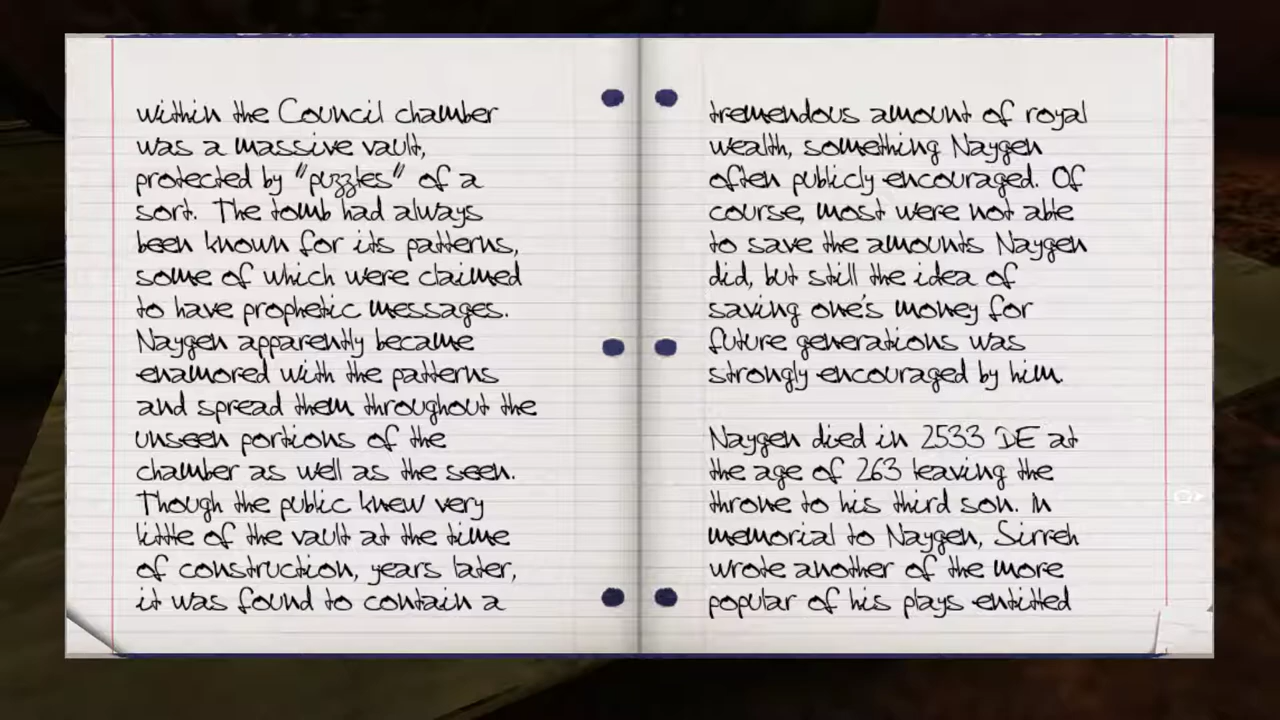 within the Council chamber
was a massive vault,
protected by "puzzles" of a
sort. The tomb had always
been known for its patterns,
some of which were claimed
to have prophetic messages.
Naygen apparently became
enamored with the patterns
and spread them throughout the
unseen portions of the
chamber as well as the seen.
Though the public knew very
little of the vault at the time
of construction, years later,
it was found to contain a
tremendous amount of royal
wealth, something Naygen
often publicly encouraged. Of
course, most were not able
to save the amounts Naygen
did, but still the idea of
saving one's money for
future generations was
strongly encouraged by him.
Naygen died in 2533 DE at
the age of 263 leaving the
throne to his third son. In
memorial to Naygen, Sirreh
wrote another of the more
popular of his plays entitled